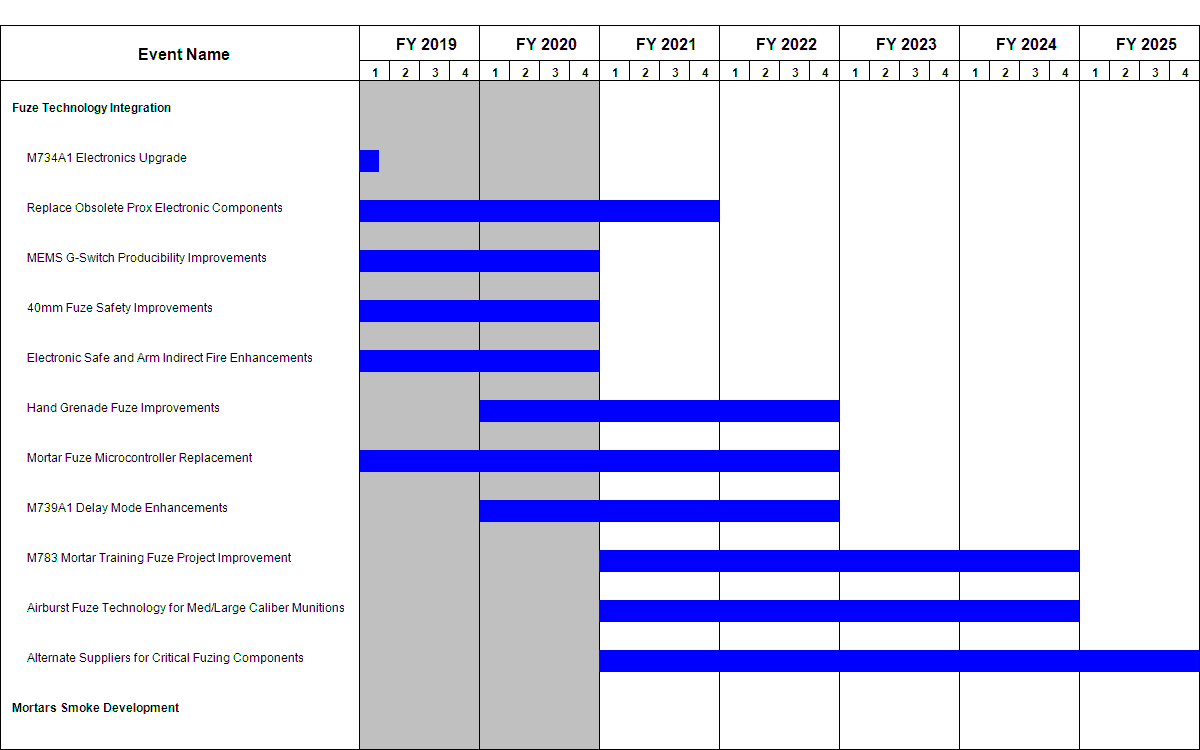 Event Name FY 2019 FY 2020 FY 2021 FY 2022 FY 2023 FY 2024 FY 2025
1 2 3 4 1 2 3 4 1 2 3 4 1 2 3 4 1 2 3 4 1 2 3 4 1 2 3 4
Fuze Technology Integration
M734A1 Electronics Upgrade
Replace Obsolete Prox Electronic Components
MEMS G-Switch Producibility Improvements
40mm Fuze Safety Improvements
Electronic Safe and Arm Indirect Fire Enhancements
Hand Grenade Fuze Improvements
Mortar Fuze Microcontroller Replacement
M739A1 Delay Mode Enhancements
M783 Mortar Training Fuze Project Improvement
Airburst Fuze Technology for Med/Large Caliber Munitions
Alternate Suppliers for Critical Fuzing Components
Mortars Smoke Development